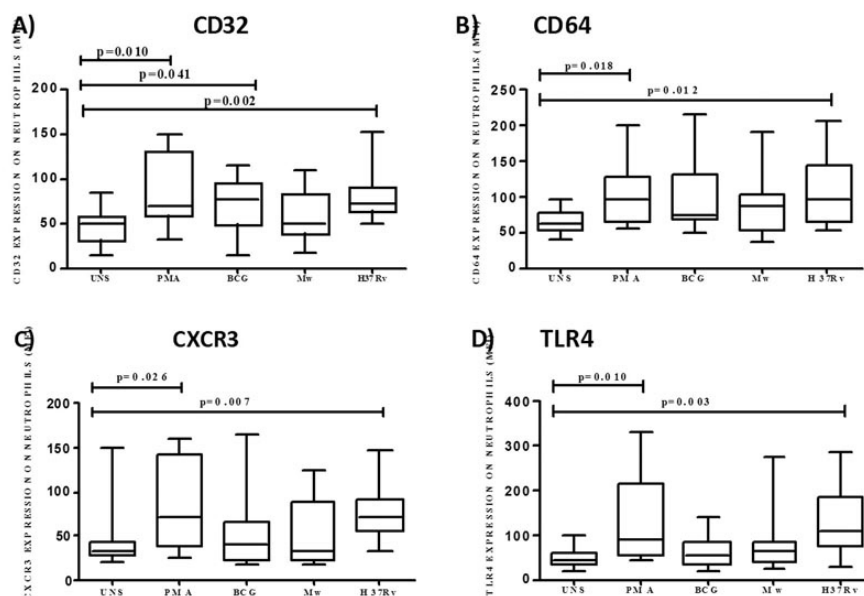 A) CD32
p=0.010
p=0.041
p=0.002
CD32 EXPRESSION ON NEUTROPHILS
200
150
100
50
0
UNS PMA BCG Mw H37Rv
B) CD64
p=0.018
p=0.012
CD64 EXPRESSION ON NEUTROPHILS
250
200
150
100
50
0
UNS PMA BCG Mw H37Rv
C) CXCR3
p=0.026
p=0.007
CXCR3 EXPRESSION ON NEUTROPHILS
200
150
100
50
0
UNS PMA BCG Mw H37Rv
D) TLR4
p=0.010
p=0.003
TLR4 EXPRESSION ON NEUTROPHILS
400
300
200
100
0
UNS PMA BCG Mw H37Rv